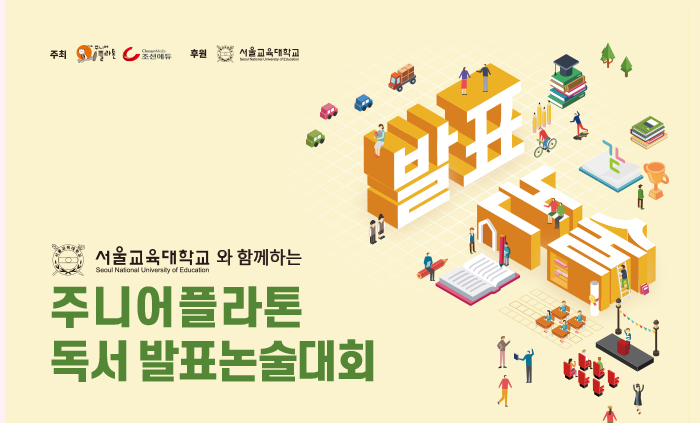 주최 주니어 플라톤 ChosunMedia 조선에듀 후원 서울교육대학교
Seoul National University of Education
발표
논술
서울교육대학교 와 함께하는
Seoul National University of Education
주니어플라톤
독서 발표논술대회